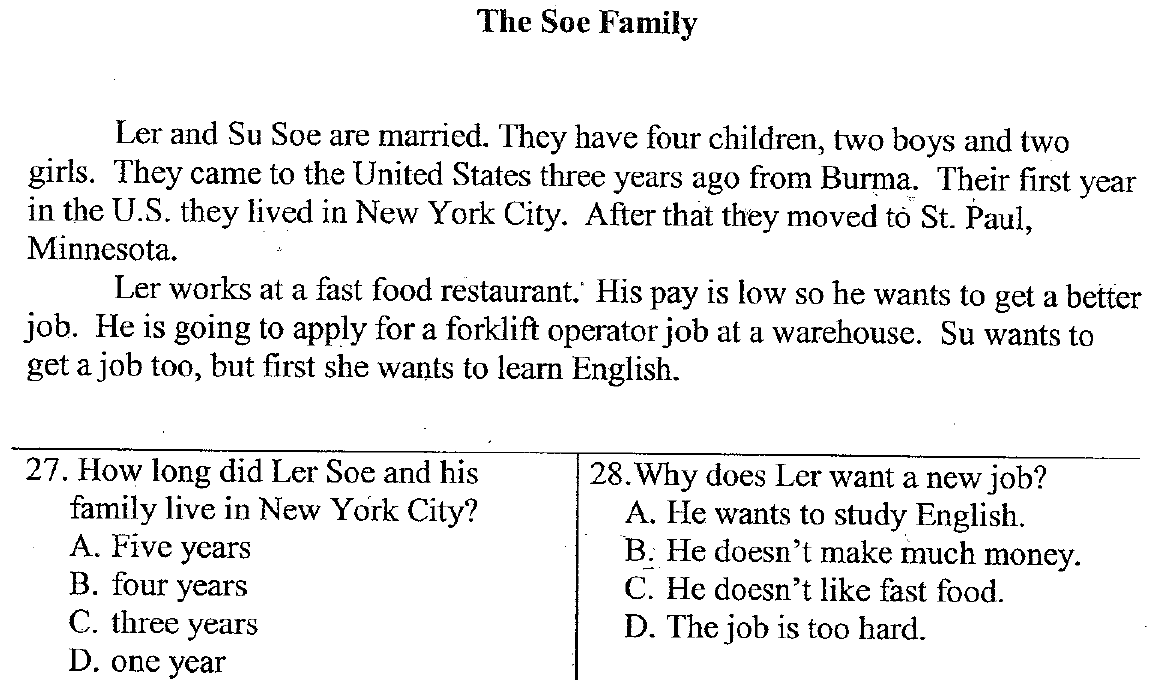 The Soe Family
Ler and Su Soe are married. They have four children, two boys and two
girls. They came to the United States three years ago from Burma. Their first year
in the U.S. they lived in New York City. After that they moved to St. Paul,
Minnesota.
Ler works at a fast food restaurant. His pay is low so he wants to get a better
job. He is going to apply for a forklift operator job at a warehouse. Su wants to
get a job too, but first she wants to learn English.
27. How long did Ler Soe and his
family live in New York City?
A. Five years
B. four years
C. three years
D. one year
28. Why does Ler want a new job?
A. He wants to study English.
B. He doesn't make much money.
C. He doesn't like fast food.
D. The job is too hard.